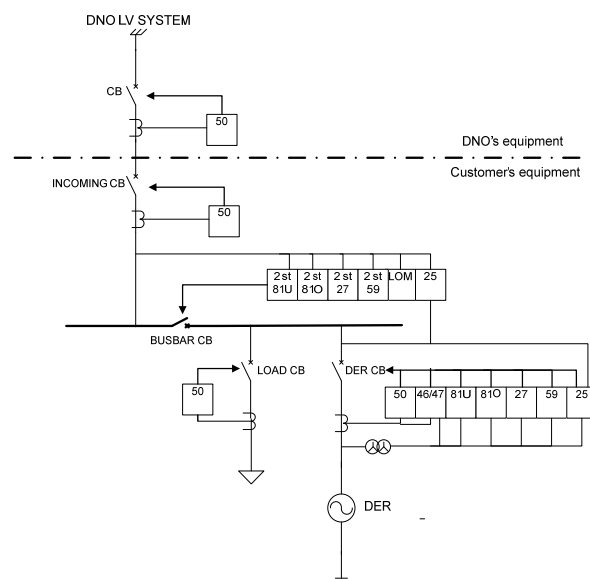 DNO LV SYSTEM
CB
50
DNO's equipment
Customer's equipment
INCOMING CB
50
2 st 81U
2 st 81O
2 st 27
2 st 59
LOM
25
BUSBAR CB
50
LOAD CB
DER CB
50
46/47
81U
81O
27
59
25
DER